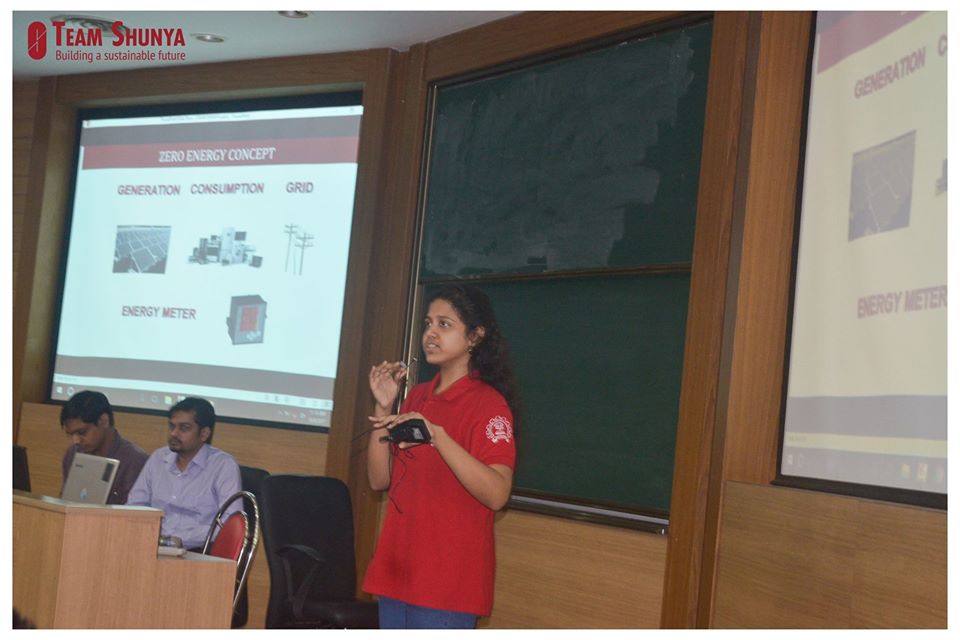 TEAM SHUNYA
Building a sustainable future
ZERO ENERGY CONCEPT
GENERATION CONSUMPTION GRID
ENERGY METER
GENERATION C
ENERGY METER